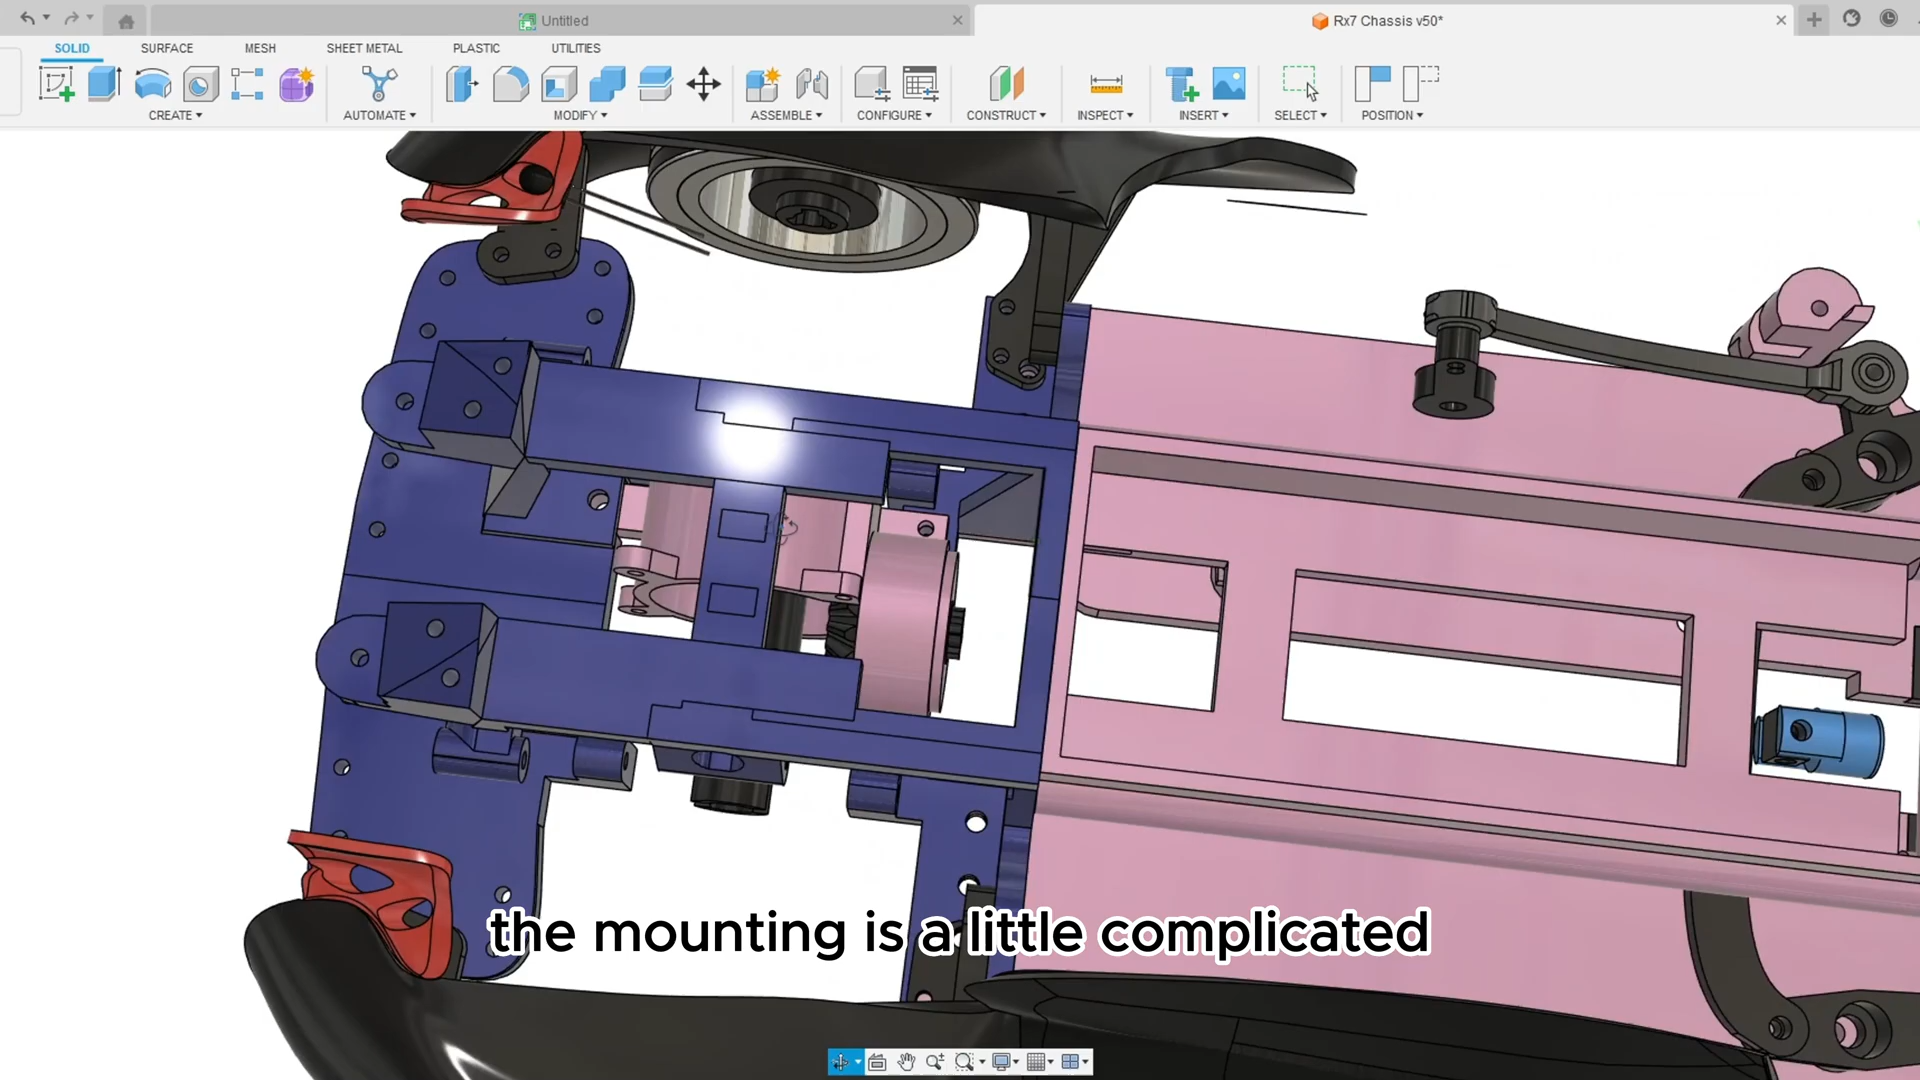 Untitled
Rx7 Chassis v50*
SOLID SURFACE MESH SHEET METAL PLASTIC UTILITIES
CREATE AUTOMATE MODIFY ASSEMBLE CONFIGURE CONSTRUCT INSPECT INSERT SELECT POSITION
the mounting is a little complicated